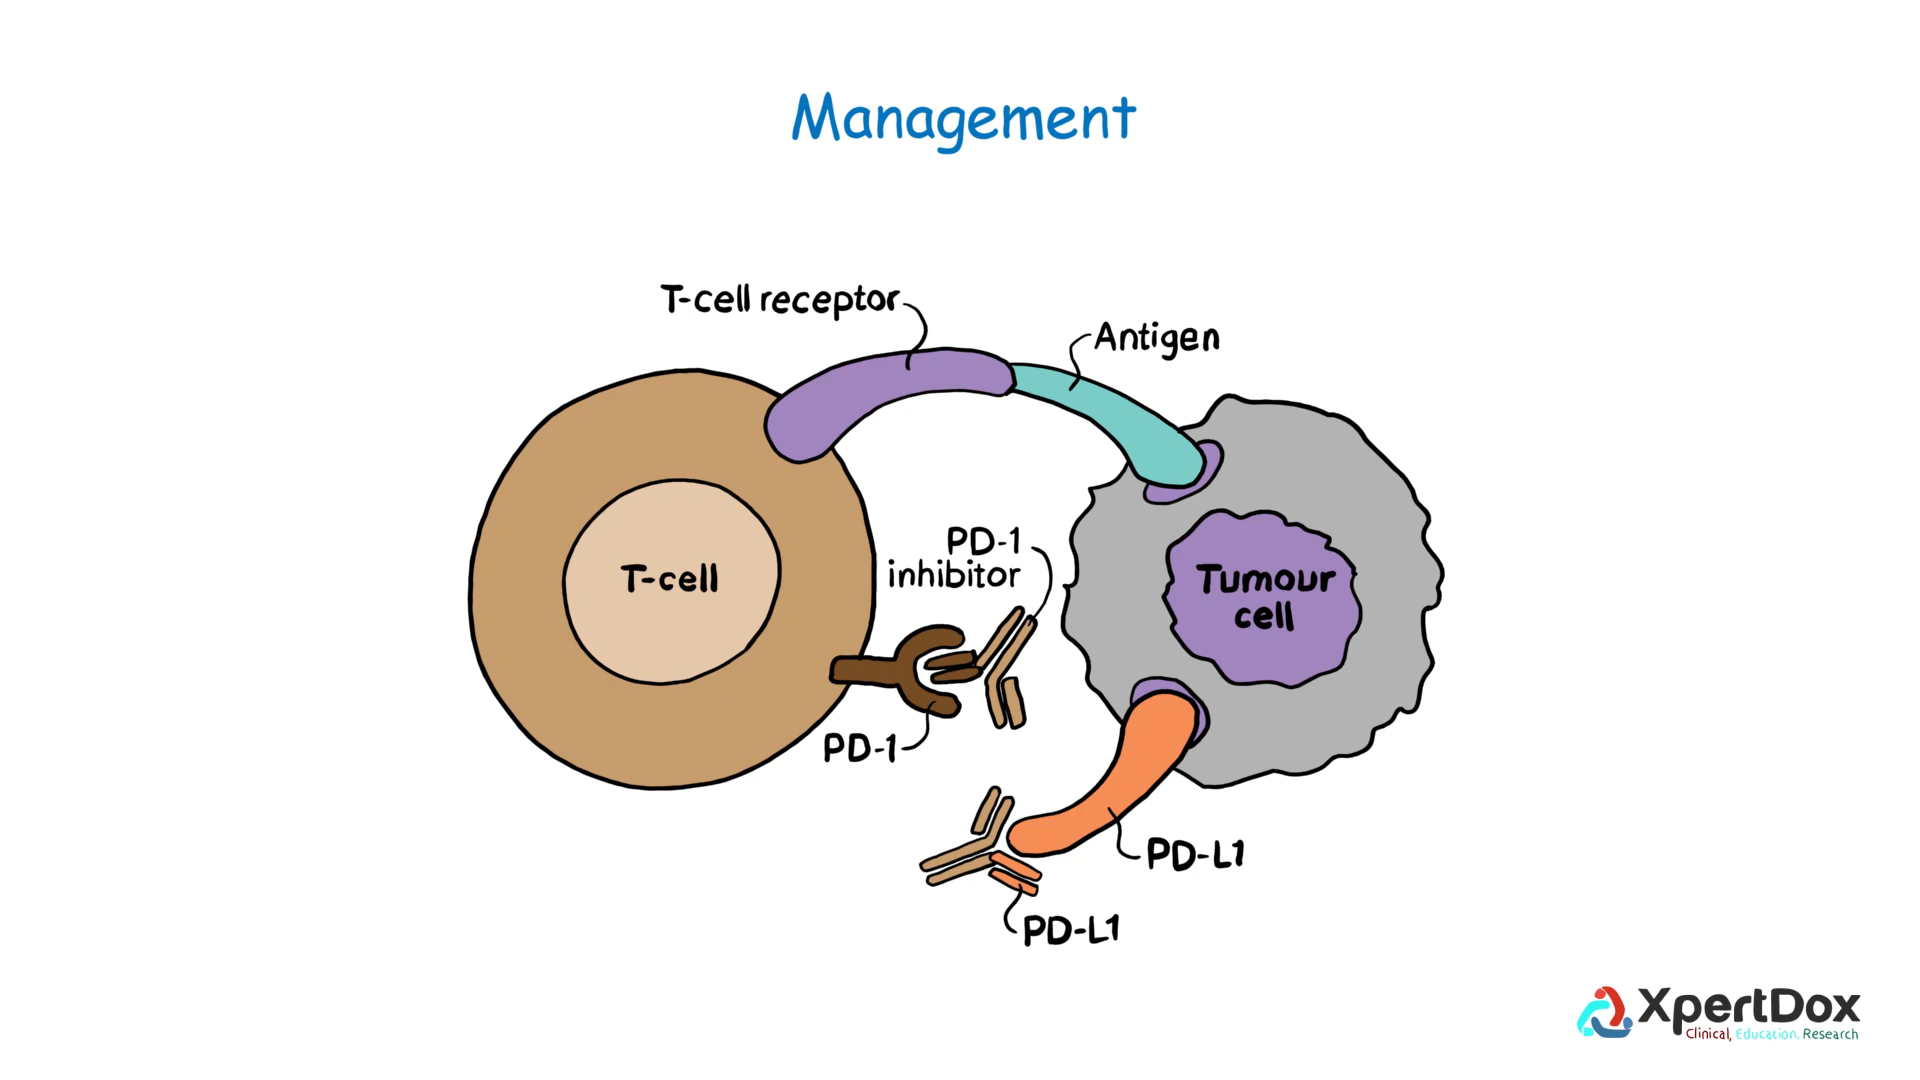 Management
T-cell receptor
Antigen
PD-1
inhibitor
T-cell
Tumour
cell
PD-1
PD-L1
PD-L1
XpertDox
Clinical, Education, Research